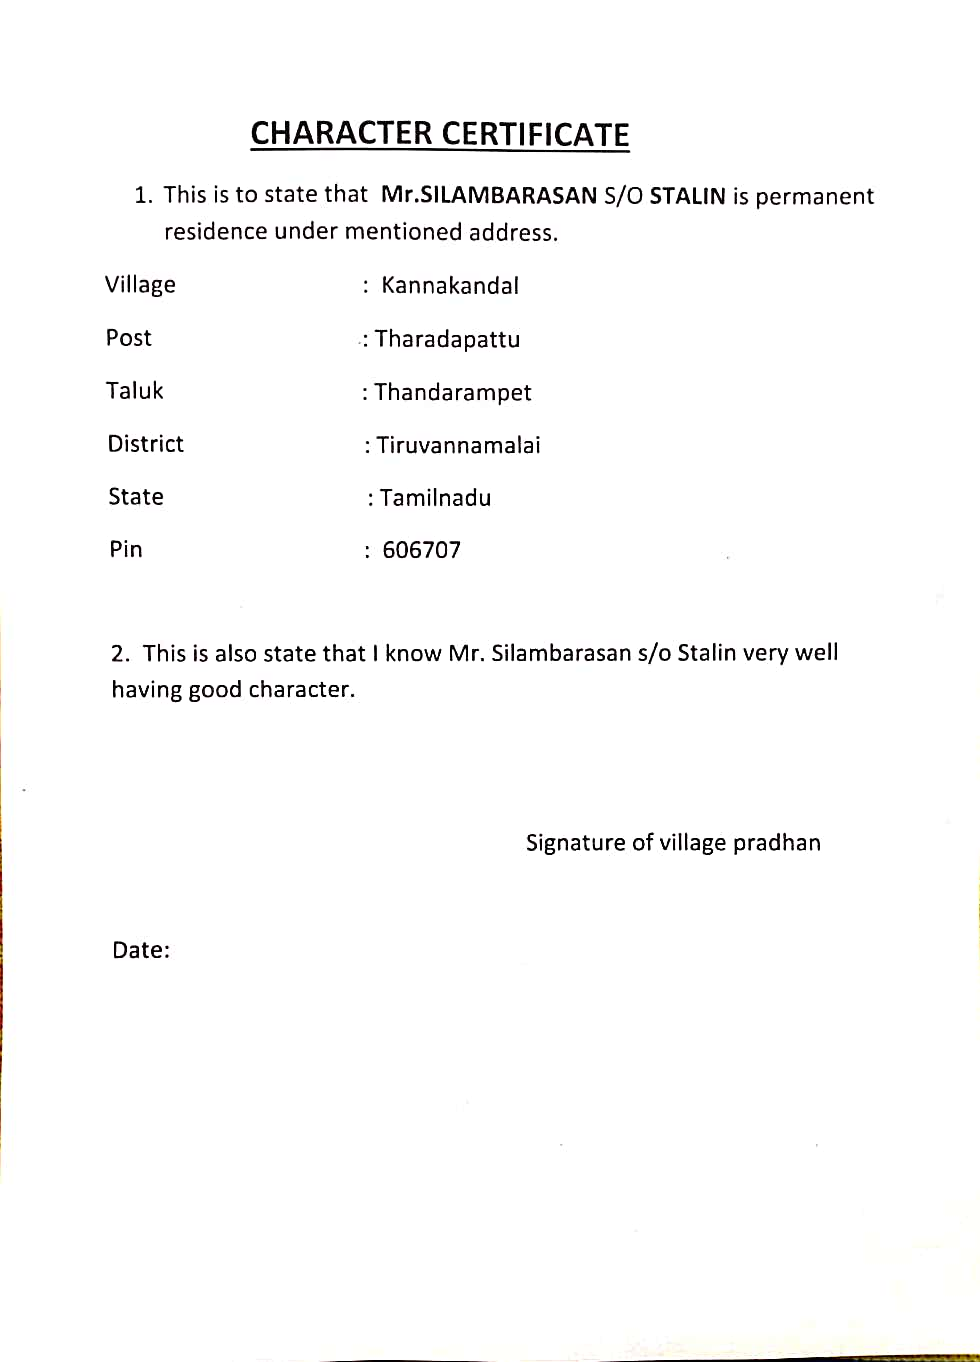 CHARACTER CERTIFICATE
1. This is to state that Mr.SILAMBARASAN S/O STALIN is permanent
residence under mentioned address.
Village : Kannakandal
Post : Tharadapattu
Taluk : Thandarampet
District : Tiruvannamalai
State : Tamilnadu
Pin : 606707
2. This is also state that I know Mr. Silambarasan s/o Stalin very well
having good character.
Signature of village pradhan
Date: